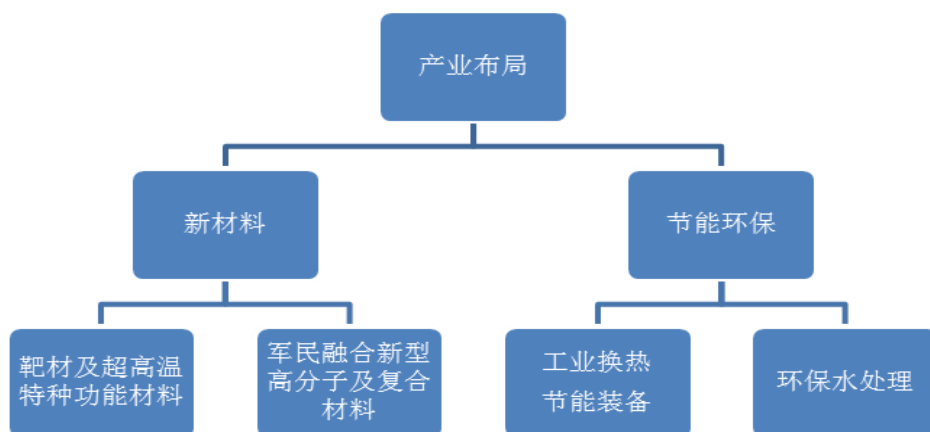 产业布局
新材料
节能环保
靶材及超高温
特种功能材料
军民融合新型
高分子及复合
材料
工业换热
节能装备
环保水处理